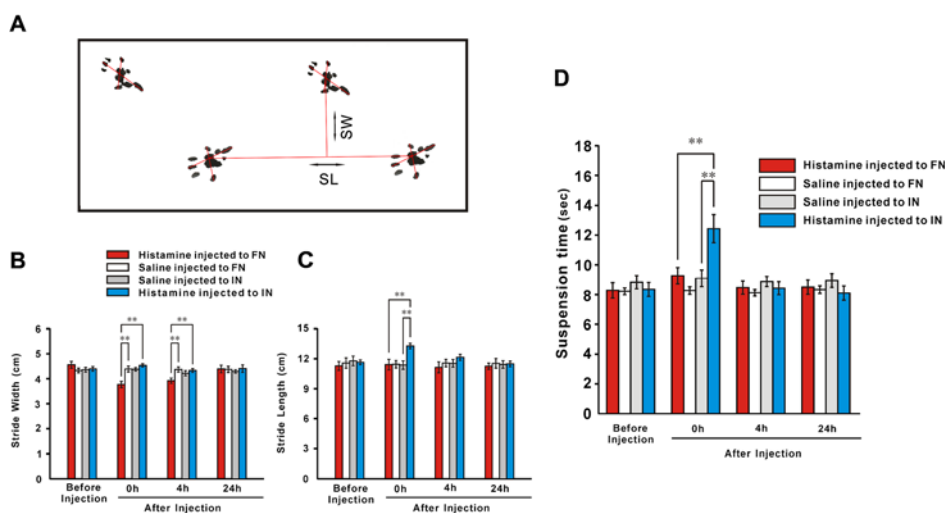 A
SW
SL
B
Histamine injected to FN
Saline injected to FN
Saline injected to IN
Histamine injected to IN
Stride Width (cm)
6
5
4
3
2
1
0
**
**
**
**
Before
Injection
0h
4h
24h
After Injection
C
Stride Length (cm)
15
12
9
6
3
0
**
**
Before
Injection
0h
4h
24h
After Injection
D
Suspension time (sec)
18
16
14
12
10
8
6
4
2
0
**
**
Histamine injected to FN
Saline injected to FN
Saline injected to IN
Histamine injected to IN
Before
Injection
0h
4h
24h
After Injection